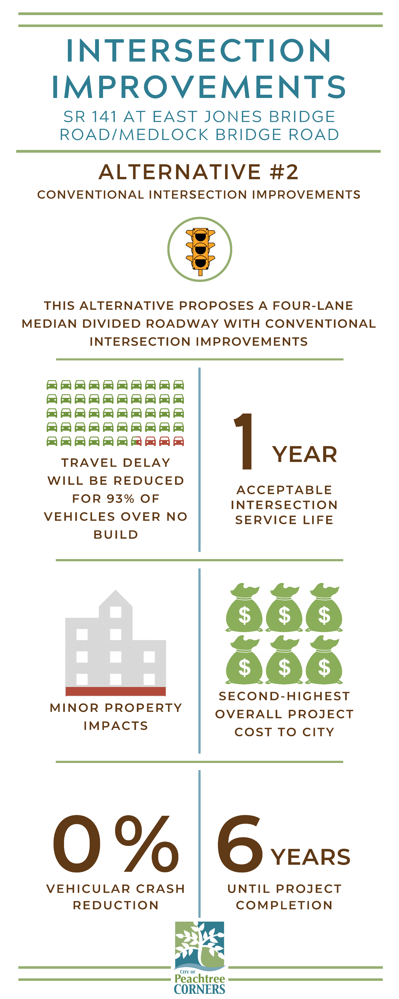 INTERSECTION
IMPROVEMENTS
SR 141 AT EAST JONES BRIDGE
ROAD/MEDLOCK BRIDGE ROAD
ALTERNATIVE #2
CONVENTIONAL INTERSECTION IMPROVEMENTS
THIS ALTERNATIVE PROPOSES A FOUR-LANE
MEDIAN DIVIDED ROADWAY WITH CONVENTIONAL
INTERSECTION IMPROVEMENTS
TRAVEL DELAY
WILL BE REDUCED
FOR 93% OF
VEHICLES OVER NO
BUILD
1 YEAR
ACCEPTABLE
INTERSECTION
SERVICE LIFE
MINOR PROPERTY
IMPACTS
$ $ $
$ $ $
SECOND-HIGHEST
OVERALL PROJECT
COST TO CITY
0%
VEHICULAR CRASH
REDUCTION
6 YEARS
UNTIL PROJECT
COMPLETION
CITY OF
Peachtree
CORNERS